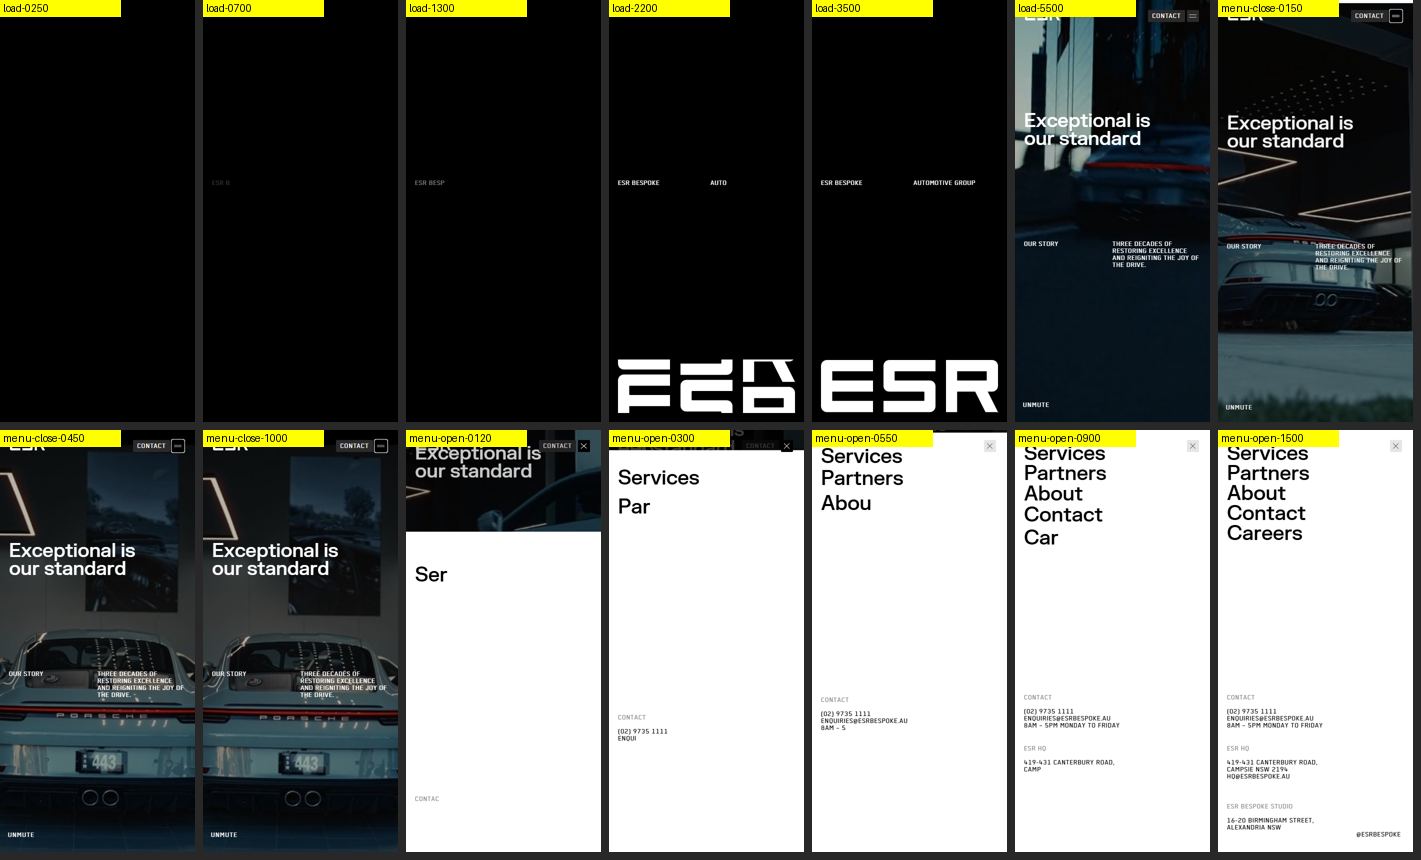 load-0250
load-0700
ESR B
load-1300
ESR BESP
load-2200
ESR BESPOKE
AUTO
load-3500
ESR BESPOKE
AUTOMOTIVE GROUP
ESR
load-5500
ESR
CONTACT
Exceptional is
our standard
OUR STORY
THREE DECADES OF
RESTORING EXCELLENCE
AND REIGNITING THE JOY OF
THE DRIVE.
UNMUTE
menu-close-0150
ESR
CONTACT
Exceptional is
our standard
OUR STORY
THREE DECADES OF
RESTORING EXCELLENCE
AND REIGNITING THE JOY OF
THE DRIVE.
UNMUTE
menu-close-0450
ESR
CONTACT
Exceptional is
our standard
OUR STORY
THREE DECADES OF
RESTORING EXCELLENCE
AND REIGNITING THE JOY OF
THE DRIVE.
PORSCHE
443
UNMUTE
menu-close-1000
ESR
CONTACT
Exceptional is
our standard
OUR STORY
THREE DECADES OF
RESTORING EXCELLENCE
AND REIGNITING THE JOY OF
THE DRIVE.
PORSCHE
443
UNMUTE
menu-open-0120
CONTACT
Exceptional is
our standard
Ser
CONTAC
menu-open-0300
CONTACT
Services
Par
CONTACT
(02) 9735 1111
ENQUI
menu-open-0550
Services
Partners
Abou
CONTACT
(02) 9735 1111
ENQUIRIES@ESRBESPOKE.AU
8AM – 5
menu-open-0900
Services
Partners
About
Contact
Car
CONTACT
(02) 9735 1111
ENQUIRIES@ESRBESPOKE.AU
8AM – 5PM MONDAY TO FRIDAY
ESR HQ
419-431 CANTERBURY ROAD,
CAMP
menu-open-1500
Services
Partners
About
Contact
Careers
CONTACT
(02) 9735 1111
ENQUIRIES@ESRBESPOKE.AU
8AM – 5PM MONDAY TO FRIDAY
ESR HQ
419-431 CANTERBURY ROAD,
CAMPSIE NSW 2194
HQ@ESRBESPOKE.AU
ESR BESPOKE STUDIO
16-20 BIRMINGHAM STREET,
ALEXANDRIA NSW
@ESRBESPOKE